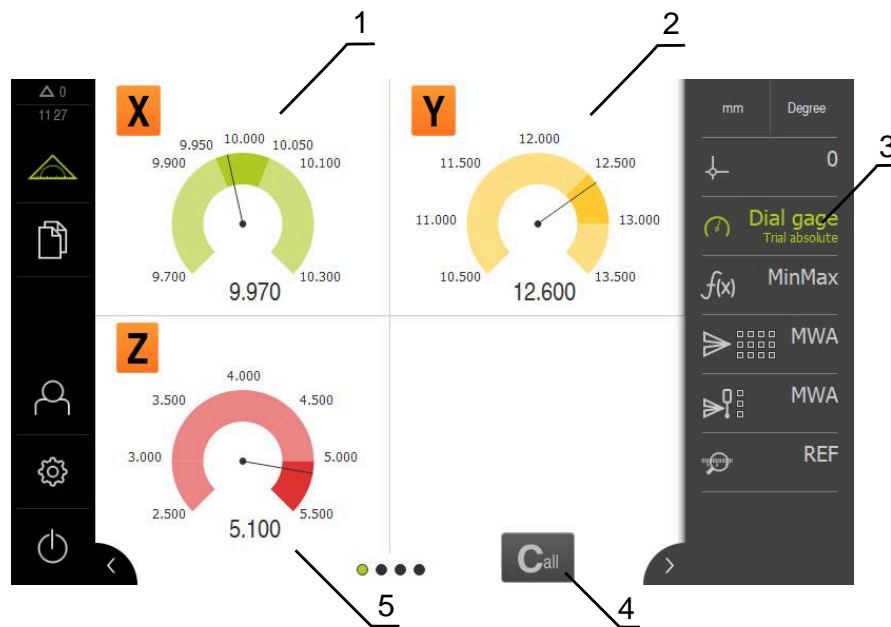 1
2
3
0
11 27
X
9.700
9.900
9.950
10.000
10.050
10.100
10.300
9.970
Y
10.500
11.000
11.500
12.000
12.500
13.000
13.500
12.600
mm
Degree
0
Dial gage
Trial absolute
f(x)
MinMax
MWA
MWA
REF
Z
2.500
3.000
3.500
4.000
4.500
5.000
5.500
5.100
Call
5
4